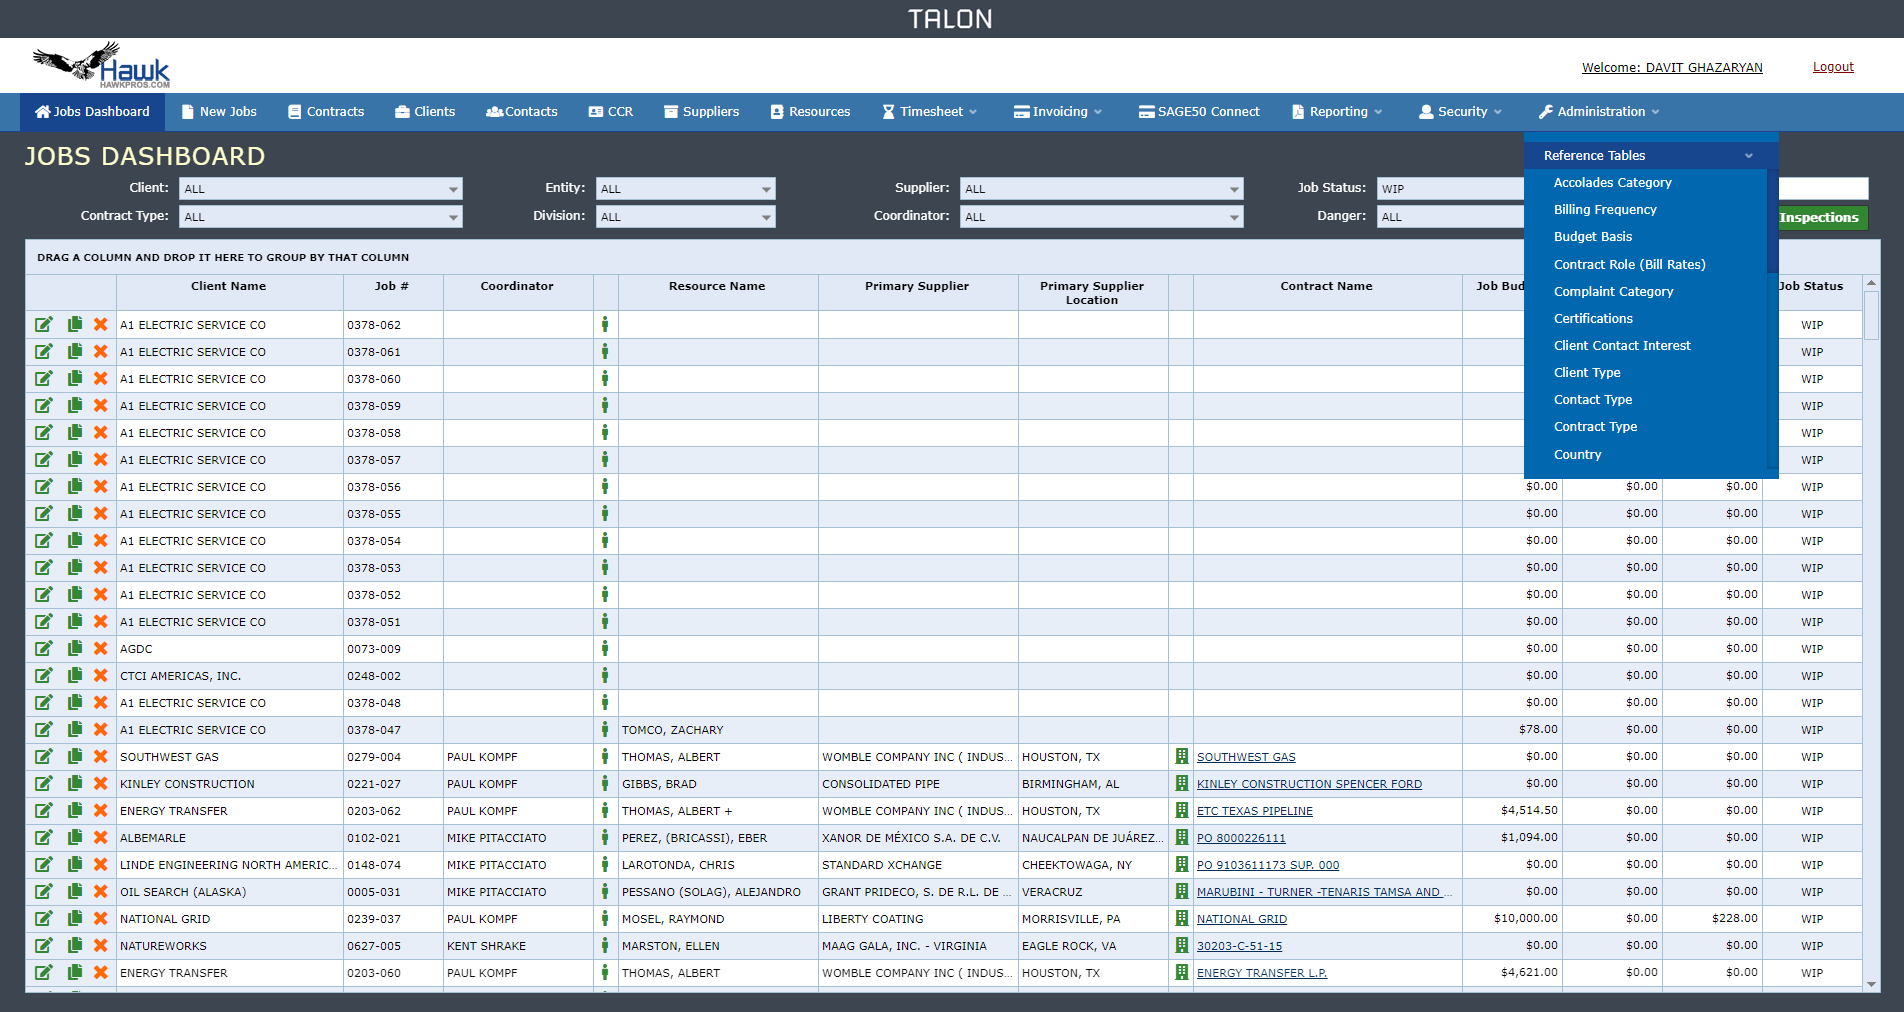 TALON
Hawk
HAWKPROS.COM
Welcome: DAVIT GHAZARYAN Logout
Jobs Dashboard New Jobs Contracts Clients Contacts CCR Suppliers Resources Timesheet Invoicing SAGE50 Connect Reporting Security Administration
JOBS DASHBOARD
Client: ALL Entity: ALL Supplier: ALL Job Status: WIP
Contract Type: ALL Division: ALL Coordinator: ALL Danger: ALL Inspections
Reference Tables
Accolades Category
Billing Frequency
Budget Basis
Contract Role (Bill Rates)
Complaint Category
Certifications
Client Contact Interest
Client Type
Contact Type
Contract Type
Country
DRAG A COLUMN AND DROP IT HERE TO GROUP BY THAT COLUMN
Client Name Job # Coordinator Resource Name Primary Supplier Primary Supplier Location Contract Name Job Bud Job Status
A1 ELECTRIC SERVICE CO 0378-062 WIP
A1 ELECTRIC SERVICE CO 0378-061 WIP
A1 ELECTRIC SERVICE CO 0378-060 WIP
A1 ELECTRIC SERVICE CO 0378-059 WIP
A1 ELECTRIC SERVICE CO 0378-058 WIP
A1 ELECTRIC SERVICE CO 0378-057 WIP
A1 ELECTRIC SERVICE CO 0378-056 $0.00 $0.00 $0.00 WIP
A1 ELECTRIC SERVICE CO 0378-055 $0.00 $0.00 $0.00 WIP
A1 ELECTRIC SERVICE CO 0378-054 $0.00 $0.00 $0.00 WIP
A1 ELECTRIC SERVICE CO 0378-053 $0.00 $0.00 $0.00 WIP
A1 ELECTRIC SERVICE CO 0378-052 $0.00 $0.00 $0.00 WIP
A1 ELECTRIC SERVICE CO 0378-051 $0.00 $0.00 $0.00 WIP
AGDC 0073-009 $0.00 $0.00 $0.00 WIP
CTCI AMERICAS, INC. 0248-002 $0.00 $0.00 $0.00 WIP
A1 ELECTRIC SERVICE CO 0378-048 $0.00 $0.00 $0.00 WIP
A1 ELECTRIC SERVICE CO 0378-047 TOMCO, ZACHARY $78.00 $0.00 $0.00 WIP
SOUTHWEST GAS 0279-004 PAUL KOMPF THOMAS, ALBERT WOMBLE COMPANY INC ( INDUS... HOUSTON, TX SOUTHWEST GAS $0.00 $0.00 $0.00 WIP
KINLEY CONSTRUCTION 0221-027 PAUL KOMPF GIBBS, BRAD CONSOLIDATED PIPE BIRMINGHAM, AL KINLEY CONSTRUCTION SPENCER FORD $0.00 $0.00 $0.00 WIP
ENERGY TRANSFER 0203-062 PAUL KOMPF THOMAS, ALBERT + WOMBLE COMPANY INC ( INDUS... HOUSTON, TX ETC TEXAS PIPELINE $4,514.50 $0.00 $0.00 WIP
ALBEMARLE 0102-021 MIKE PITACCIATO PEREZ, (BRICASSI), EBER XANOR DE MÉXICO S.A. DE C.V. NAUCALPAN DE JUÁREZ... PO 8000226111 $1,094.00 $0.00 $0.00 WIP
LINDE ENGINEERING NORTH AMERIC... 0148-074 MIKE PITACCIATO LAROTONDA, CHRIS STANDARD XCHANGE CHEEKTOWAGA, NY PO 9103611173 SUP. 000 $0.00 $0.00 $0.00 WIP
OIL SEARCH (ALASKA) 0005-031 MIKE PITACCIATO PESSANO (SOLAG), ALEJANDRO GRANT PRIDECO, S. DE R.L. DE ... VERACRUZ MARUBINI - TURNER -TENARIS TAMSA AND ... $0.00 $0.00 $0.00 WIP
NATIONAL GRID 0239-037 PAUL KOMPF MOSEL, RAYMOND LIBERTY COATING MORRISVILLE, PA NATIONAL GRID $10,000.00 $0.00 $228.00 WIP
NATUREWORKS 0627-005 KENT SHRAKE MARSTON, ELLEN MAAG GALA, INC. - VIRGINIA EAGLE ROCK, VA 30203-C-51-15 $0.00 $0.00 $0.00 WIP
ENERGY TRANSFER 0203-060 PAUL KOMPF THOMAS, ALBERT WOMBLE COMPANY INC ( INDUS... HOUSTON, TX ENERGY TRANSFER L.P. $4,621.00 $0.00 $0.00 WIP